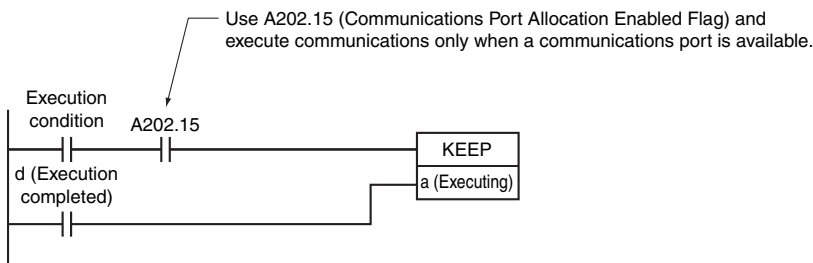 Use A202.15 (Communications Port Allocation Enabled Flag) and
execute communications only when a communications port is available.
Execution
condition
A202.15
KEEP
d (Execution
completed)
a (Executing)